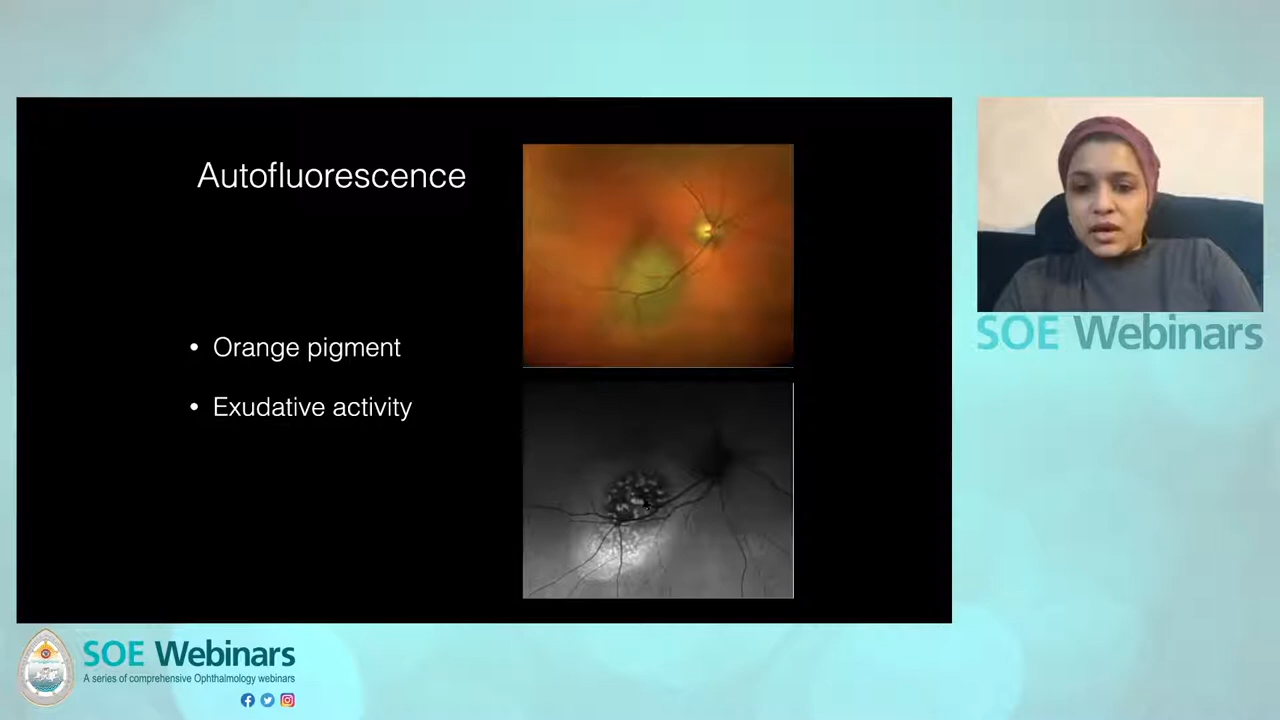 Autofluorescence
• Orange pigment
• Exudative activity
SOE Webinars
SOE Webinars
A series of comprehensive Ophthalmology webinars